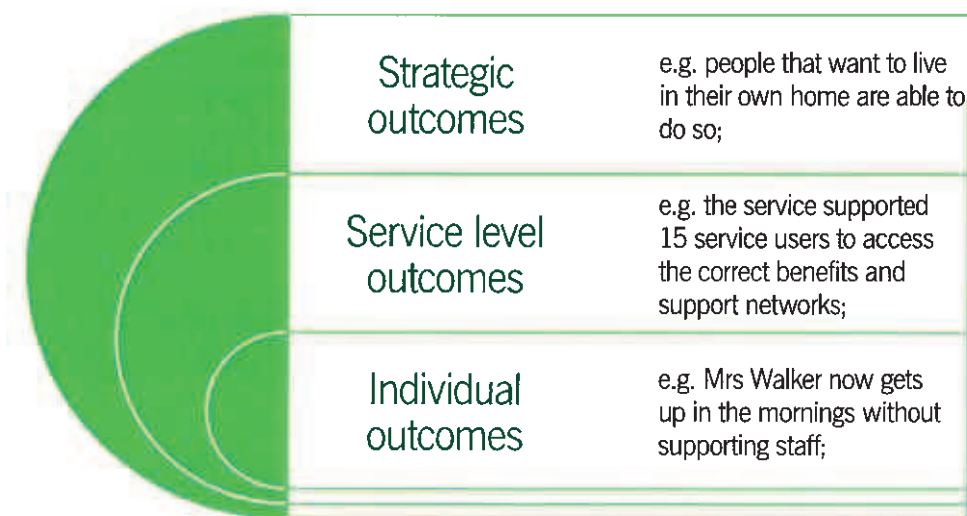 Strategic
outcomes
e.g. people that want to live
in their own home are able to
do so;
Service level
outcomes
e.g. the service supported
15 service users to access
the correct benefits and
support networks;
Individual
outcomes
e.g. Mrs Walker now gets
up in the mornings without
supporting staff;